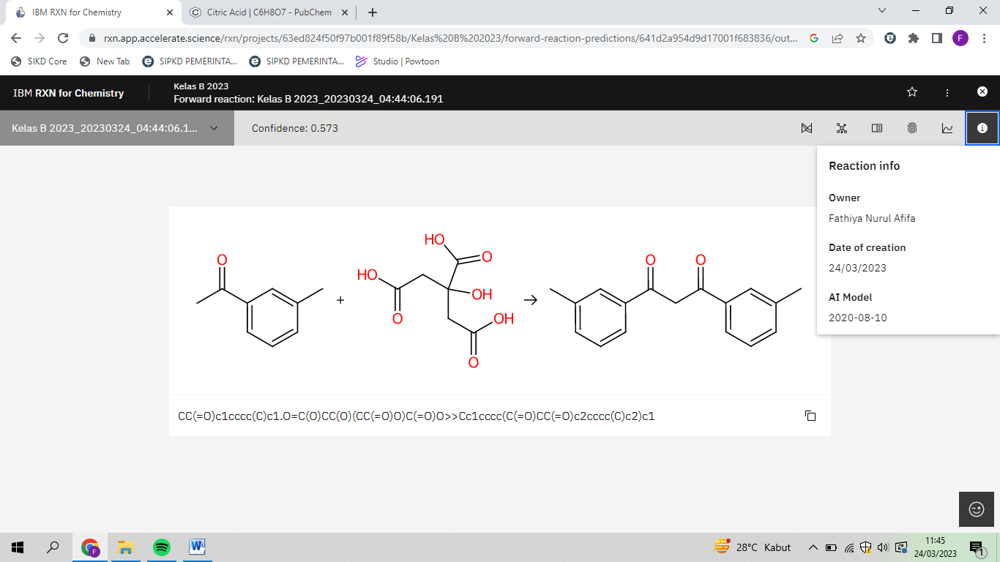 IBM RXN for Chemistry
Citric Acid | C6H8O7 - PubChem
rxn.app.accelerate.science/rxn/projects/63ed824f50f97b001f89f58b/Kelas%20B%202023/forward-reaction-predictions/641d2a954d9d17001f683836/out...
F
SIKD Core
New Tab
SIPKD PEMERINTA...
SIPKD PEMERINTA...
Studio | Powtoon
IBM RXN for Chemistry
Kelas B 2023
Forward reaction: Kelas B 2023_20230324_04:44:06.191
Kelas B 2023_20230324_04:44:06.1...
Confidence: 0.573
Reaction info
Owner
Fathiya Nurul Afifa
Date of creation
24/03/2023
AI Model
2020-08-10
O
+
HO
O
HO
O
OH
OH
O
O
O
CC(=O)c1cccc(C)c1.O=C(O)CC(O)(CC(=O)O)C(=O)O>>Cc1cccc(C(=O)CC(=O)c2cccc(C)c2)c1
F
W
28°C Kabut
11:45
24/03/2023
1